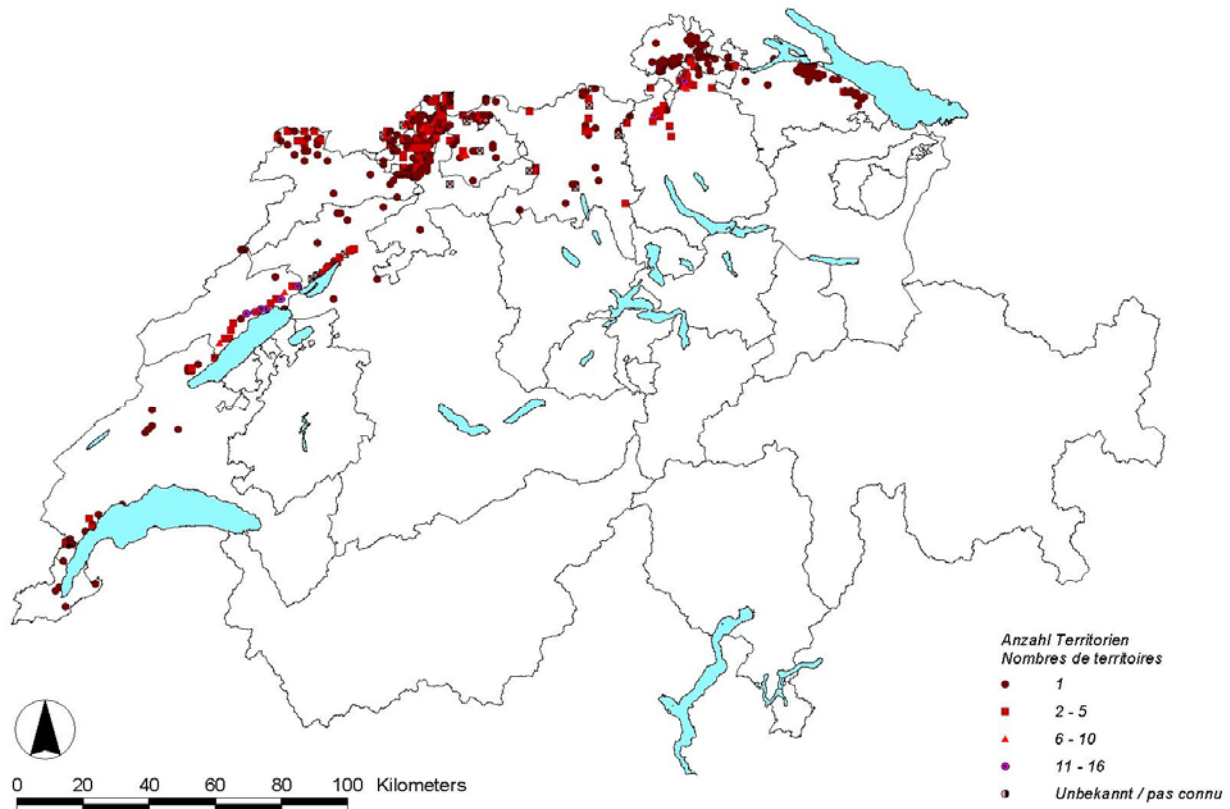 Anzahl Territorien
Nombres de territoires
1
2 - 5
6 - 10
11 - 16
Unbekannt / pas connu
0 20 40 60 80 100 Kilometers